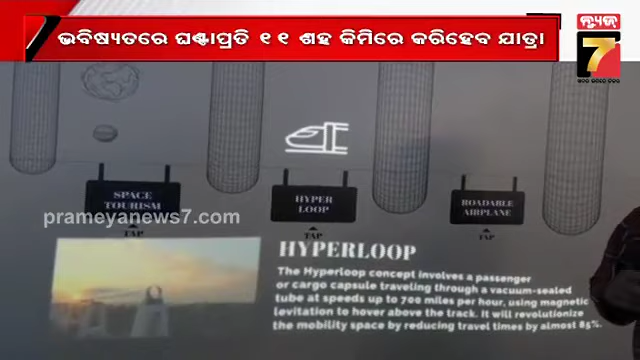 ଭବିଷ୍ୟତରେ ଘଣ୍ଟାପ୍ରତି ୧୧ ଶହ କିମିରେ କରିହେବ ଯାତ୍ରା
ନ୍ୟୁଜ୍
7
SPACE
TOURISM
TAP
HYPER
LOOP
TAP
ROADABLE
AIRPLANE
TAP
prameyanews7.com
HYPERLOOP
The Hyperloop concept involves a passenger
or cargo capsule traveling through a vacuum-sealed
tube at speeds up to 700 miles per hour, using magnetic
levitation to hover above the track. It will revolutionize
the mobility space by reducing travel times by almost 85%.